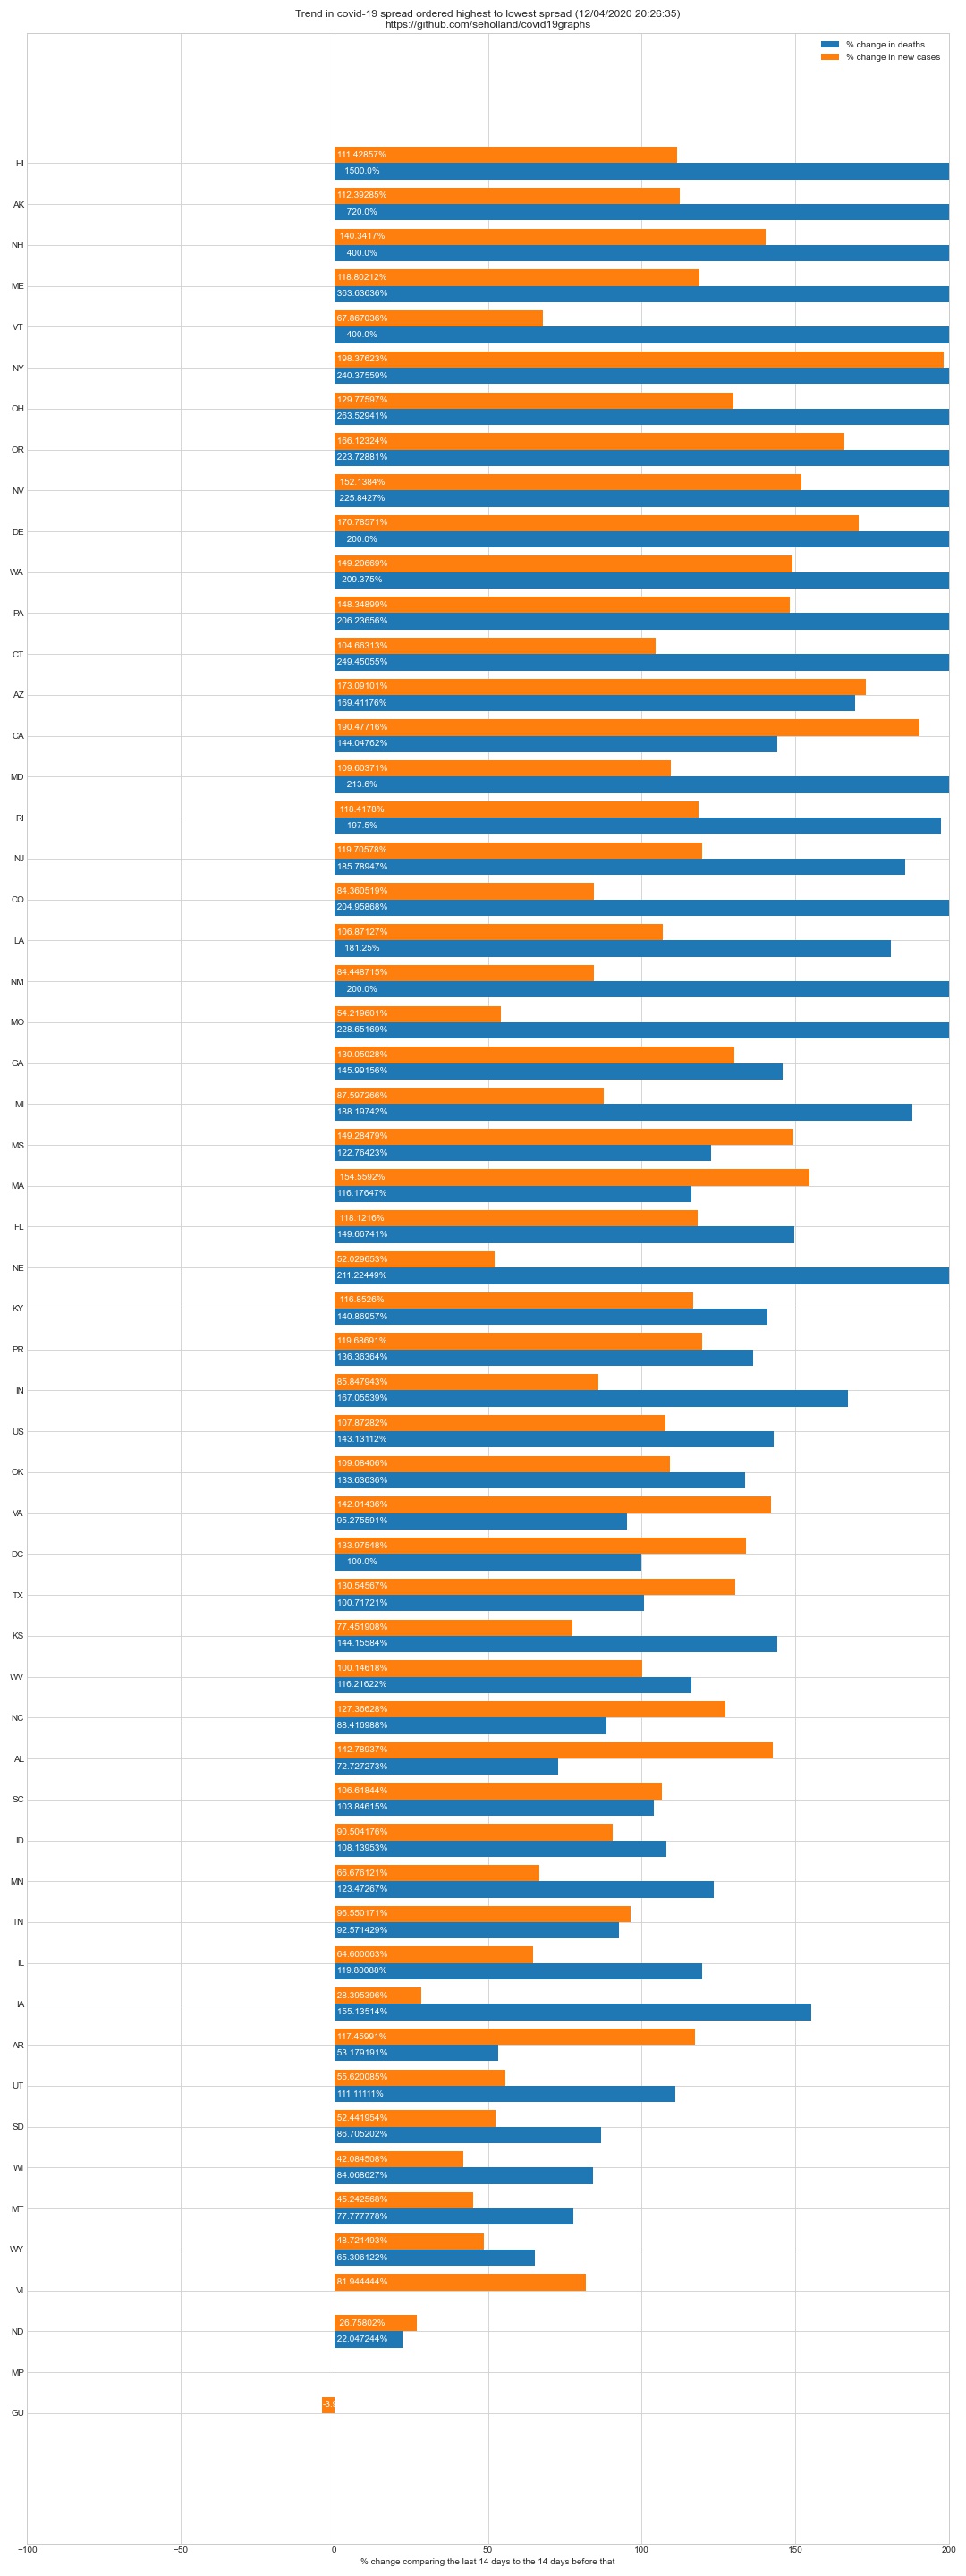 Trend in covid-19 spread ordered highest to lowest spread (12/04/2020 20:26:35)
https://github.com/seholland/covid19graphs
% change in deaths
% change in new cases
111.42857%
HI
1500.0%
112.39285%
AK
720.0%
140.3417%
NH
400.0%
118.80212%
ME
363.63636%
67.867036%
VT
400.0%
198.37623%
NY
240.37559%
129.77597%
OH
263.52941%
166.12324%
OR
223.72881%
152.1384%
NV
225.8427%
170.78571%
DE
200.0%
149.20669%
WA
209.375%
148.34899%
PA
206.23656%
104.66313%
CT
249.45055%
173.09101%
AZ
169.41176%
190.47716%
CA
144.04762%
109.60371%
MD
213.6%
118.4178%
RI
197.5%
119.70578%
NJ
185.78947%
84.360519%
CO
204.95868%
106.87127%
LA
181.25%
84.448715%
NM
200.0%
54.219601%
MO
228.65169%
130.05028%
GA
145.99156%
87.597266%
MI
188.19742%
149.28479%
MS
122.76423%
154.5592%
MA
116.17647%
118.1216%
FL
149.66741%
52.029653%
NE
211.22449%
116.8526%
KY
140.86957%
119.68691%
PR
136.36364%
85.847943%
IN
167.05539%
107.87282%
US
143.13112%
109.08406%
OK
133.63636%
142.01436%
VA
95.275591%
133.97548%
DC
100.0%
130.54567%
TX
100.71721%
77.451908%
KS
144.15584%
100.14618%
WV
116.21622%
127.36628%
NC
88.416988%
142.78937%
AL
72.727273%
106.61844%
SC
103.84615%
90.504176%
ID
108.13953%
66.676121%
MN
123.47267%
96.550171%
TN
92.571429%
64.600063%
IL
119.80088%
28.395396%
IA
155.13514%
117.45991%
AR
53.179191%
55.620085%
UT
111.11111%
52.441954%
SD
86.705202%
42.084508%
WI
84.068627%
45.242568%
MT
77.777778%
48.721493%
WY
65.306122%
81.944444%
VI
26.75802%
ND
22.047244%
MP
GU
−100 −50 0 50 100 150 200
% change comparing the last 14 days to the 14 days before that